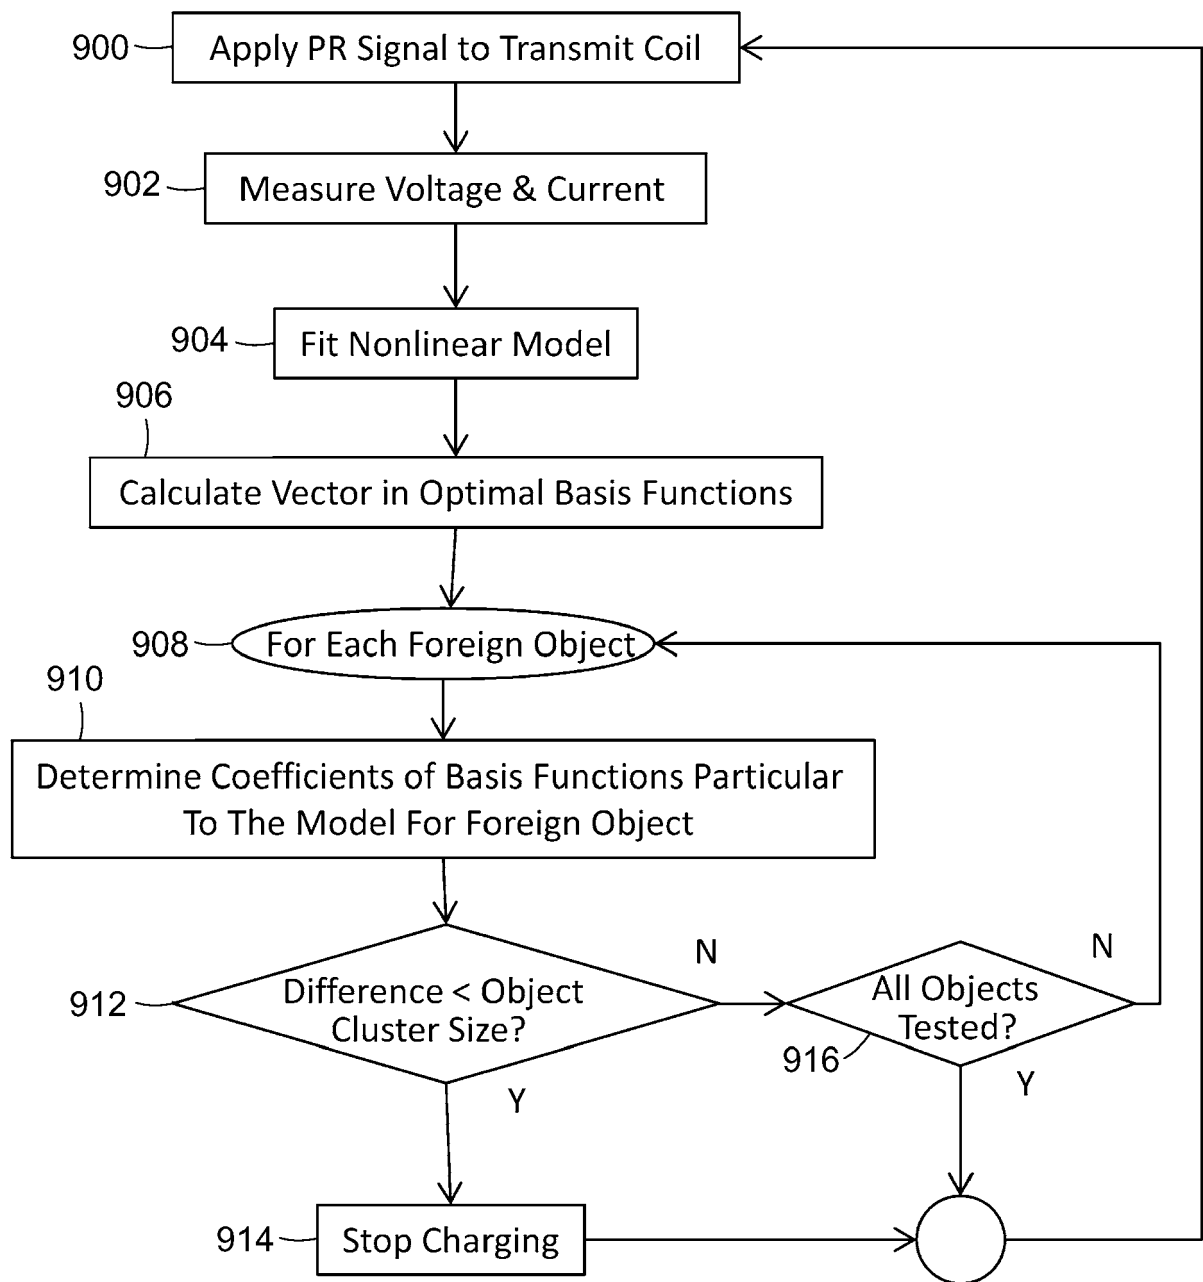 900
Apply PR Signal to Transmit Coil
902
Measure Voltage & Current
904
Fit Nonlinear Model
906
Calculate Vector in Optimal Basis Functions
908
For Each Foreign Object
910
Determine Coefficients of Basis Functions Particular
To The Model For Foreign Object
912
Difference < Object
Cluster Size?
N
Y
All Objects
Tested?
916
N
Y
914
Stop Charging